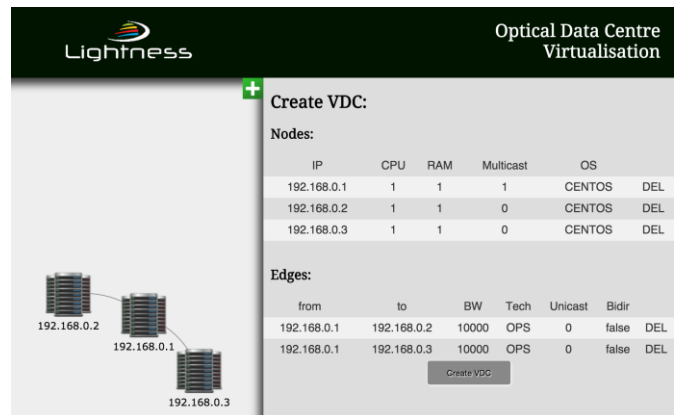 Lightness
Optical Data Centre
Virtualisation
+
Create VDC:
Nodes:
IP CPU RAM Multicast OS
192.168.0.1 1 1 1 CENTOS DEL
192.168.0.2 1 1 0 CENTOS DEL
192.168.0.3 1 1 0 CENTOS DEL
Edges:
from to BW Tech Unicast Bidir
192.168.0.1 192.168.0.2 10000 OPS 0 false DEL
192.168.0.1 192.168.0.3 10000 OPS 0 false DEL
Create VDC
192.168.0.2
192.168.0.1
192.168.0.3